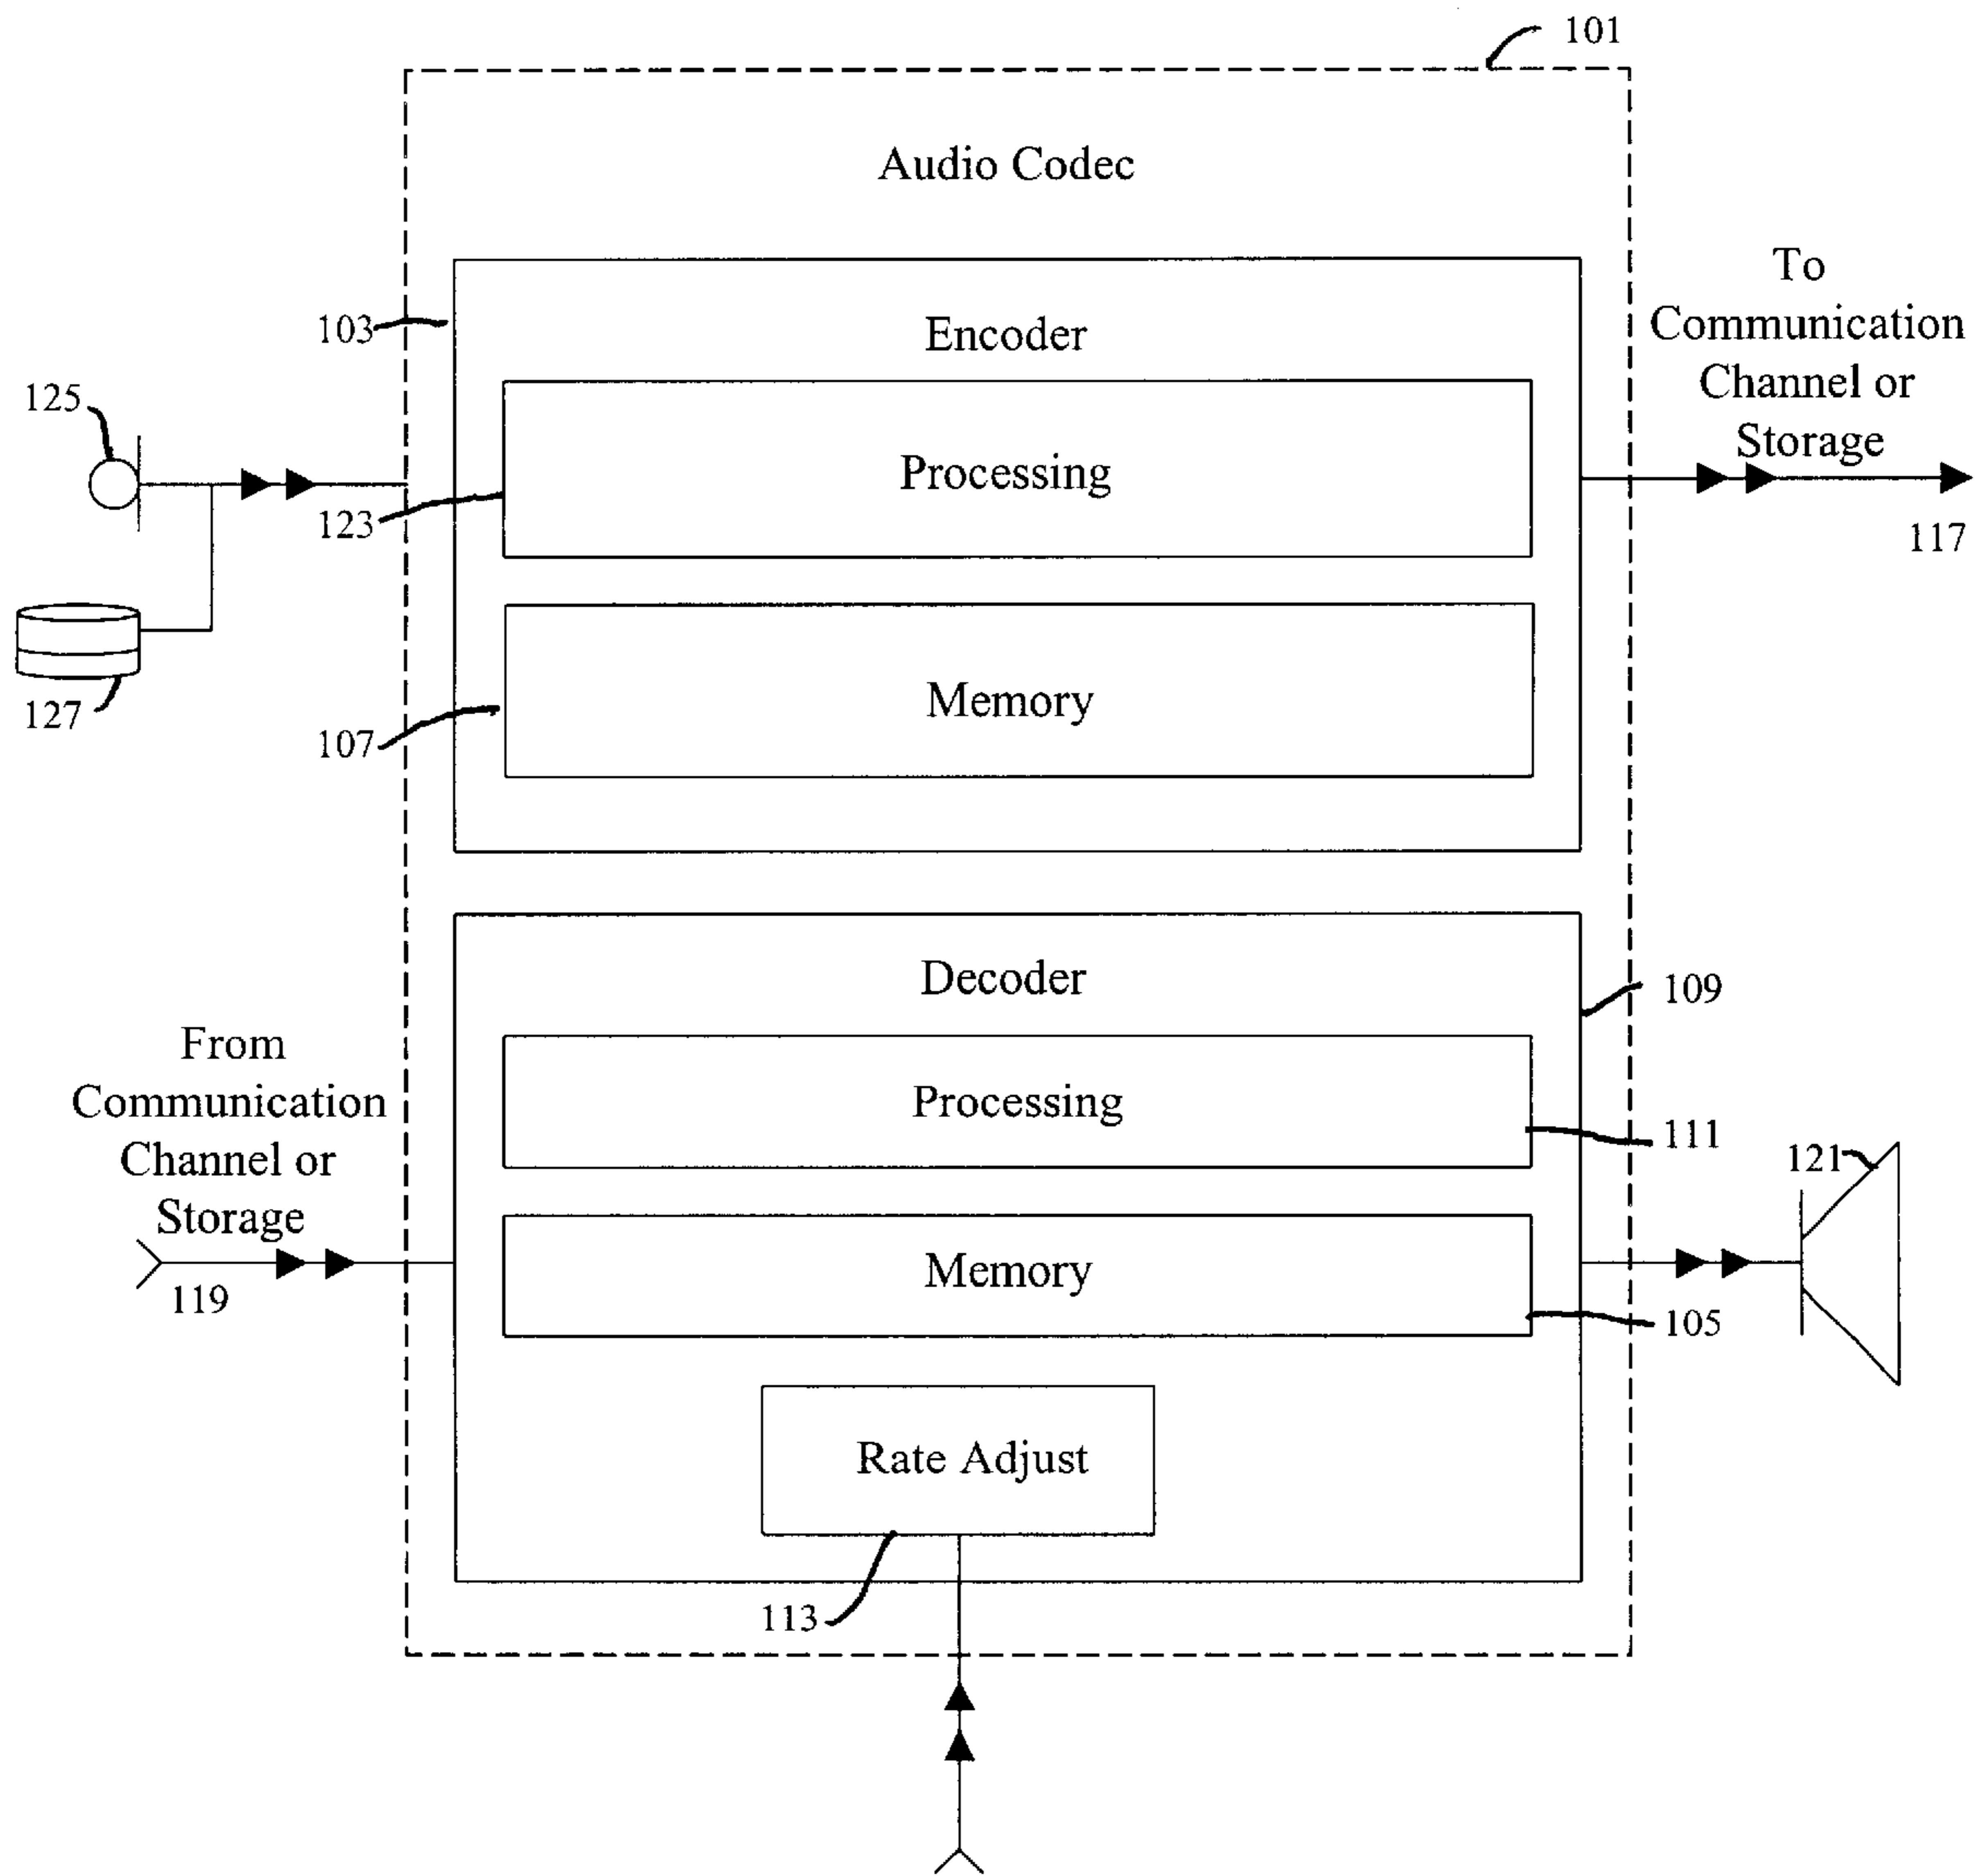 101
Audio Codec
To
Communication
Channel or
Storage
103
Encoder
125
Processing
123
117
127
107
Memory
Decoder
109
From
Communication
Channel or
Storage
Processing
111
121
119
Memory
105
Rate Adjust
113